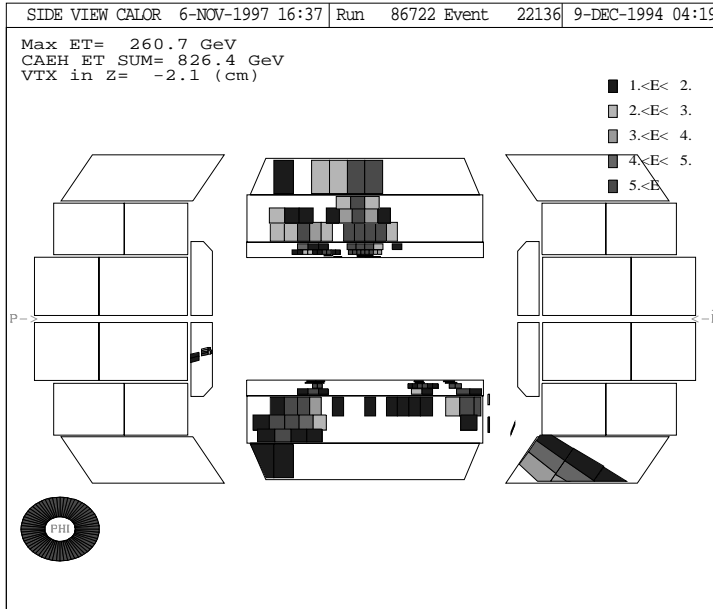 SIDE VIEW CALOR 6-NOV-1997 16:37 Run 86722 Event 22136 9-DEC-1994 04:19
Max ET= 260.7 GeV
CAEH ET SUM= 826.4 GeV
VTX in Z= -2.1 (cm)
1.<E< 2.
2.<E< 3.
3.<E< 4.
4.<E< 5.
5.<E
P->
<-
PHI